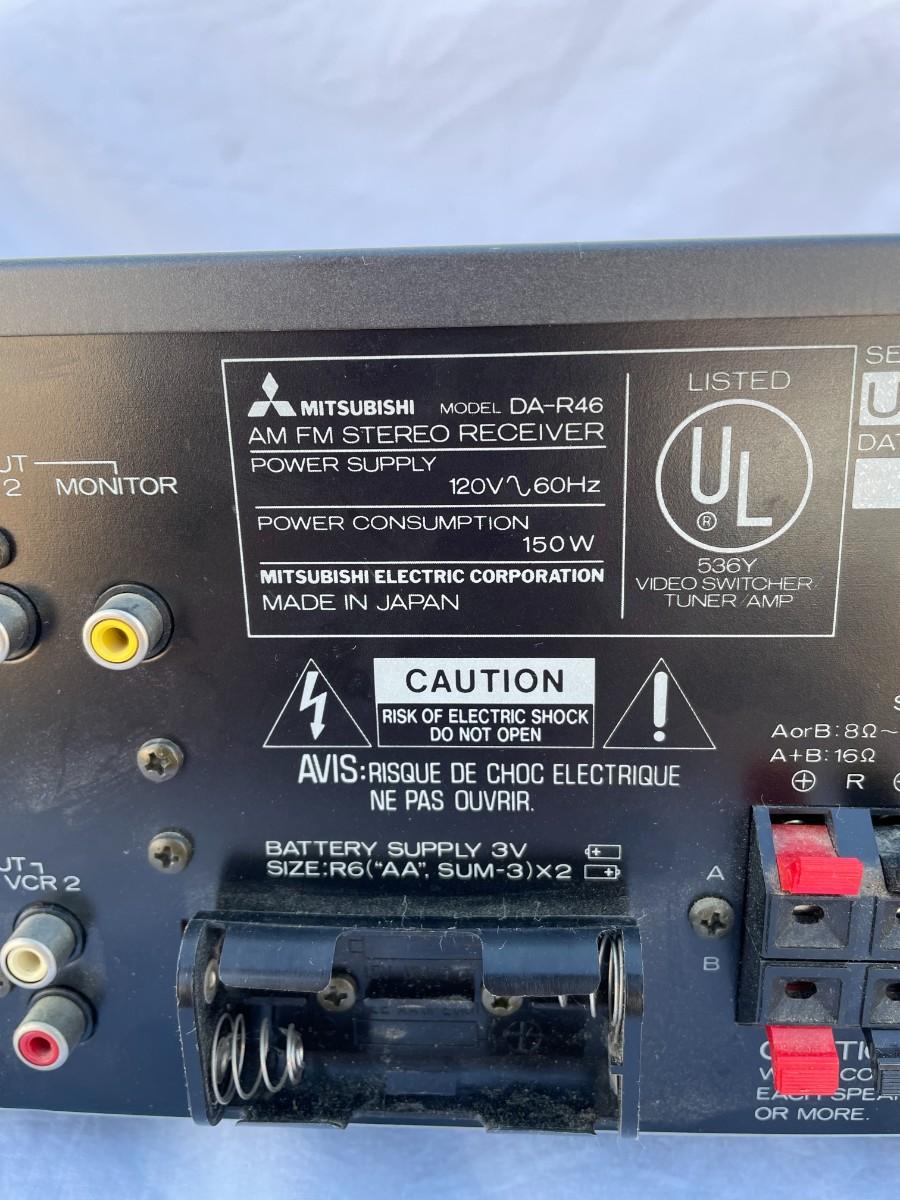 MITSUBISHI MODEL DA-R46
AM FM STEREO RECEIVER
POWER SUPPLY
120V∿60Hz
POWER CONSUMPTION
150W
MITSUBISHI ELECTRIC CORPORATION
MADE IN JAPAN
LISTED
UL
®
536Y
VIDEO SWITCHER/
TUNER/AMP
2 MONITOR
CAUTION
RISK OF ELECTRIC SHOCK
DO NOT OPEN
AVIS:RISQUE DE CHOC ELECTRIQUE
NE PAS OUVRIR.
AorB:8Ω~
A+B:16Ω
⊕ R
BATTERY SUPPLY 3V
SIZE:R6("AA", SUM-3)X2
VCR 2
A
B
OR MORE.